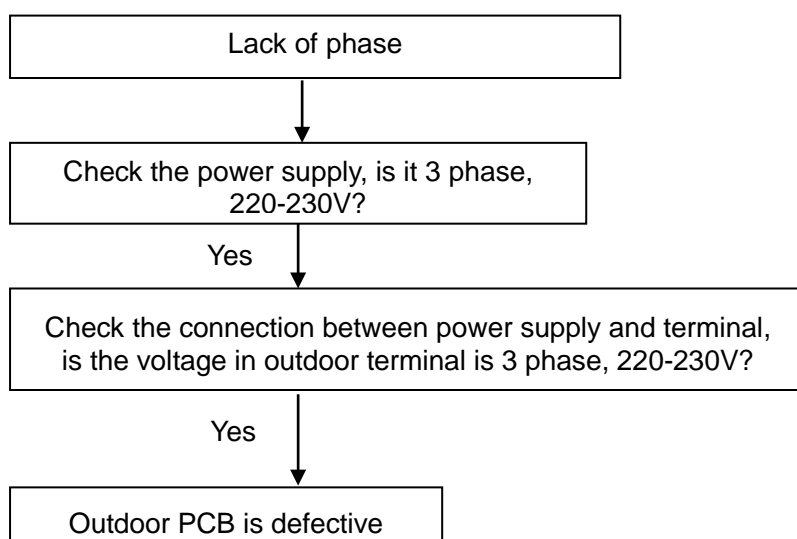 Lack of phase
Check the power supply, is it 3 phase,
220-230V?
Yes
Check the connection between power supply and terminal,
is the voltage in outdoor terminal is 3 phase, 220-230V?
Yes
Outdoor PCB is defective